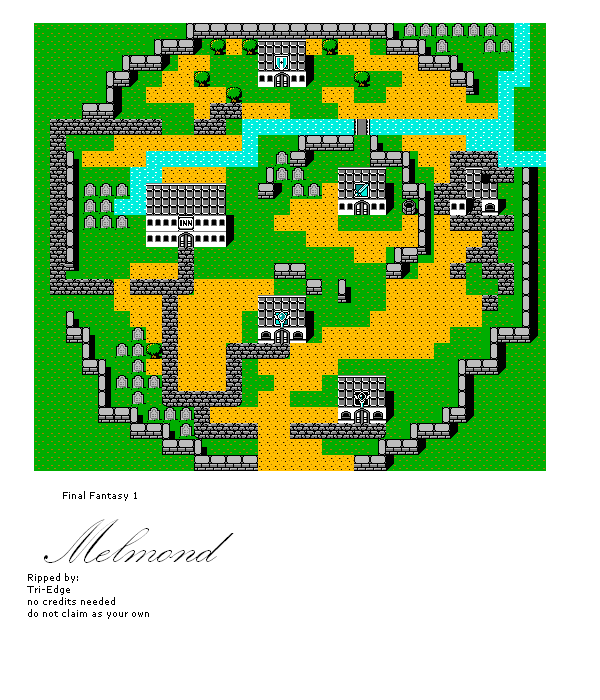 INN
Final Fantasy 1
Melmond
Ripped by:
Tri-Edge
no credits needed
do not claim as your own